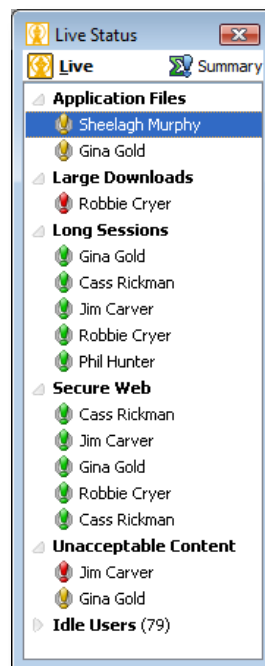 Live Status
Live Summary
Application Files
Sheelagh Murphy
Gina Gold
Large Downloads
Robbie Cryer
Long Sessions
Gina Gold
Cass Rickman
Jim Carver
Robbie Cryer
Phil Hunter
Secure Web
Cass Rickman
Jim Carver
Gina Gold
Robbie Cryer
Cass Rickman
Unacceptable Content
Jim Carver
Gina Gold
Idle Users (79)